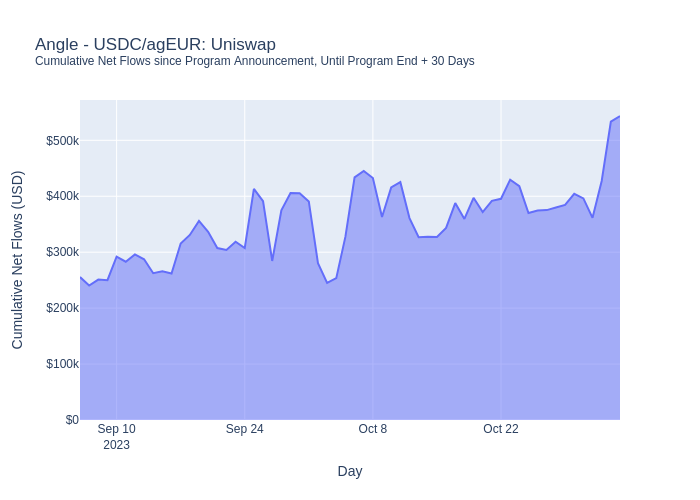 Angle - USDC/agEUR: Uniswap
Cumulative Net Flows since Program Announcement, Until Program End + 30 Days
Cumulative Net Flows (USD)
$500k
$400k
$300k
$200k
$100k
$0
Sep 10
2023
Sep 24
Oct 8
Oct 22
Day